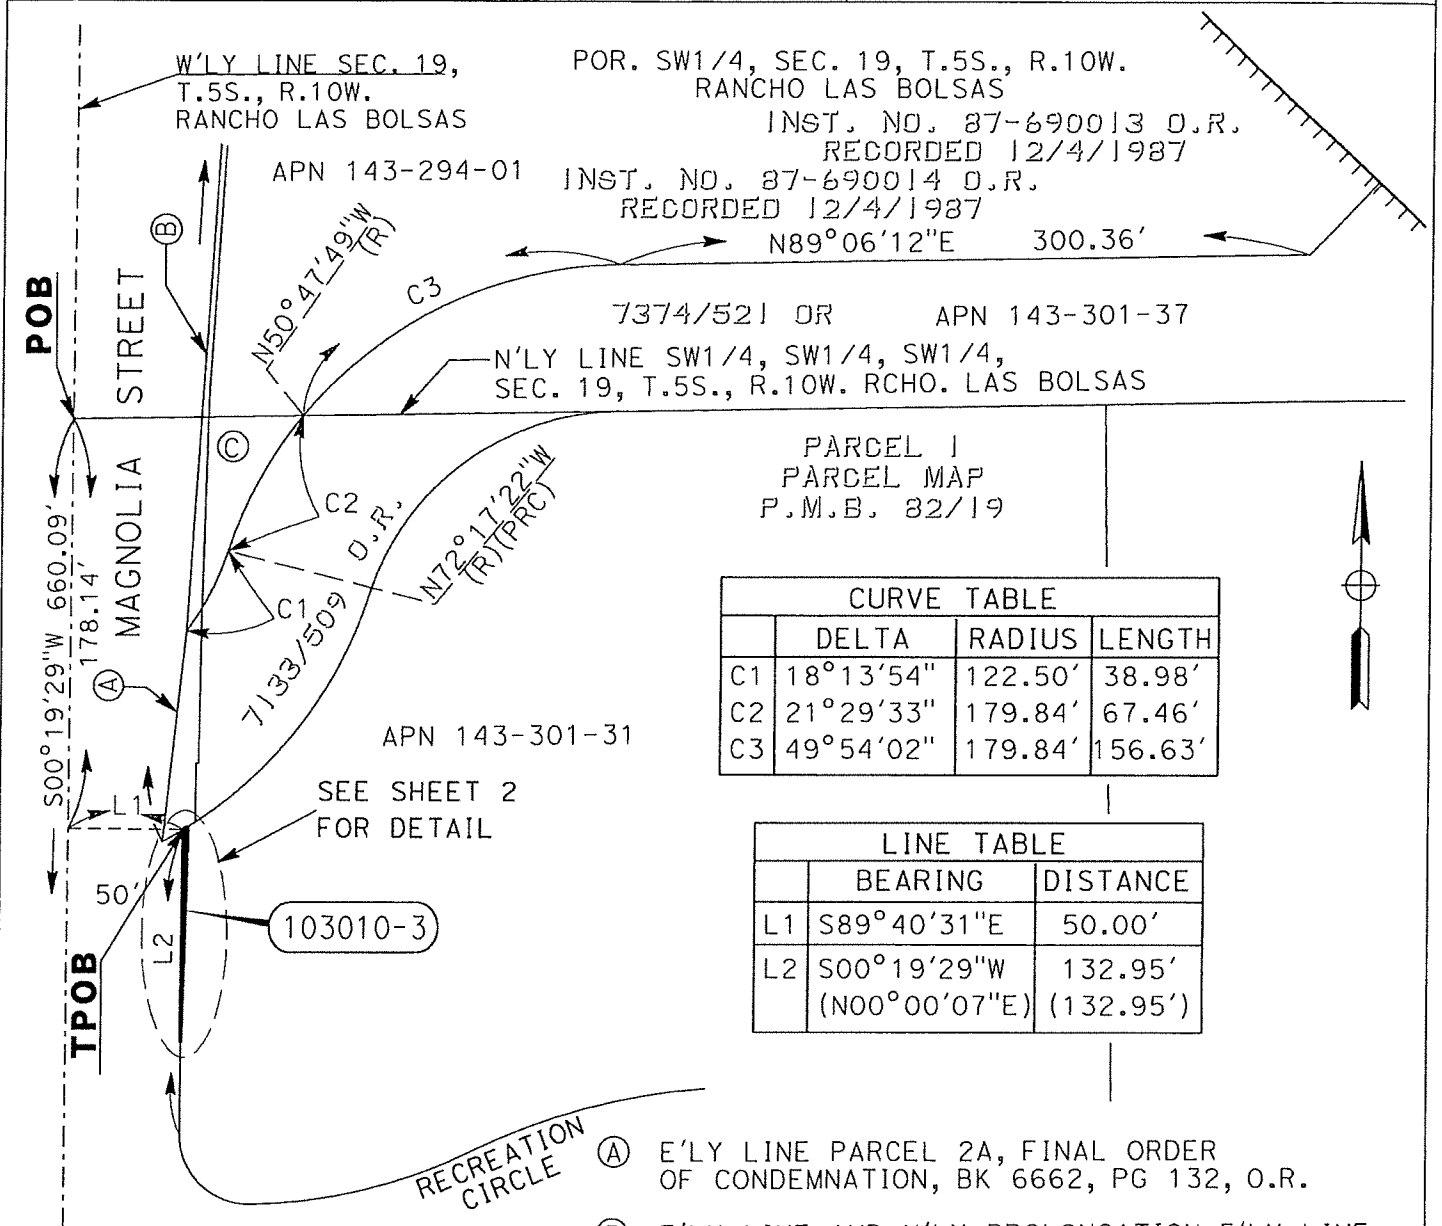 W'LY LINE SEC. 19,
T.5S., R.10W.
RANCHO LAS BOLSAS
POR. SW1/4, SEC. 19, T.5S., R.10W.
RANCHO LAS BOLSAS
INST. NO. 87-690013 O.R.
RECORDED 12/4/1987
APN 143-294-01
INST. NO. 87-690014 O.R.
RECORDED 12/4/1987
N89°06'12"E 300.36'
B
N50°47'49"W
(R)
C3
POB
MAGNOLIA STREET
7374/521 OR
APN 143-301-37
N'LY LINE SW1/4, SW1/4, SW1/4,
SEC. 19, T.5S., R.10W. RCHO. LAS BOLSAS
C
PARCEL 1
PARCEL MAP
P.M.B. 82/19
C2
N72°17'22"W
(R)(PRC)
S00°19'29"W 660.09'
178.14'
C1
7133/509 O.R.
A
APN 143-301-31
CURVE TABLE
DELTA RADIUS LENGTH
C1 18°13'54" 122.50' 38.98'
C2 21°29'33" 179.84' 67.46'
C3 49°54'02" 179.84' 156.63'
L1
SEE SHEET 2
FOR DETAIL
50'
L2
103010-3
TPOB
LINE TABLE
BEARING DISTANCE
L1 S89°40'31"E 50.00'
L2 S00°19'29"W 132.95'
(N00°00'07"E) (132.95')
RECREATION
CIRCLE
A E'LY LINE PARCEL 2A, FINAL ORDER
OF CONDEMNATION, BK 6662, PG 132, O.R.